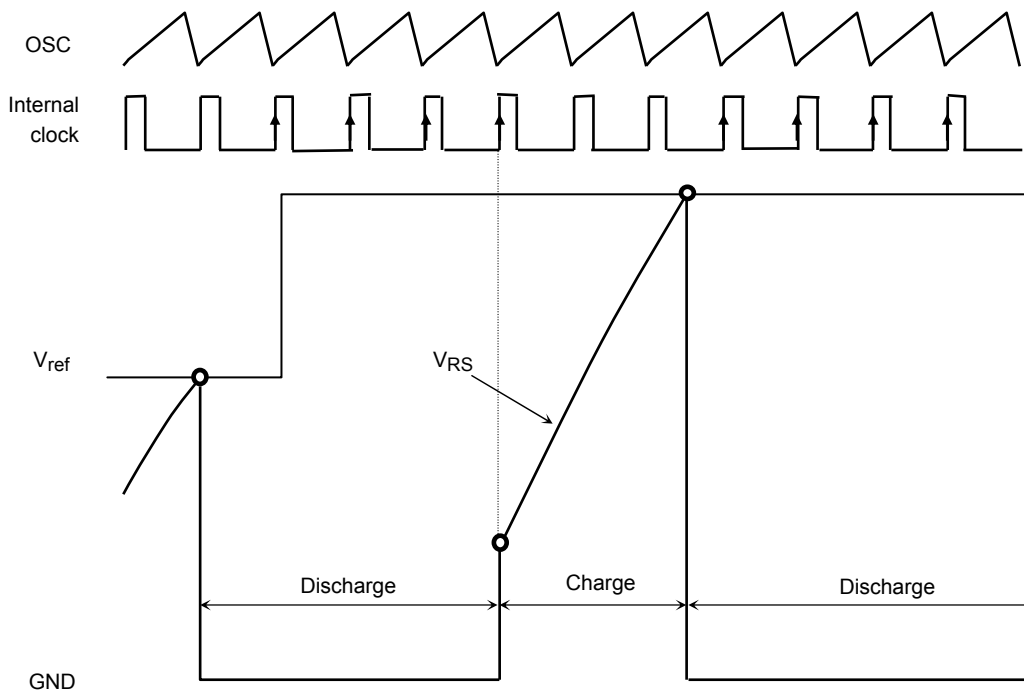 OSC
Internal
clock
Vref
VRS
Discharge
Charge
Discharge
GND